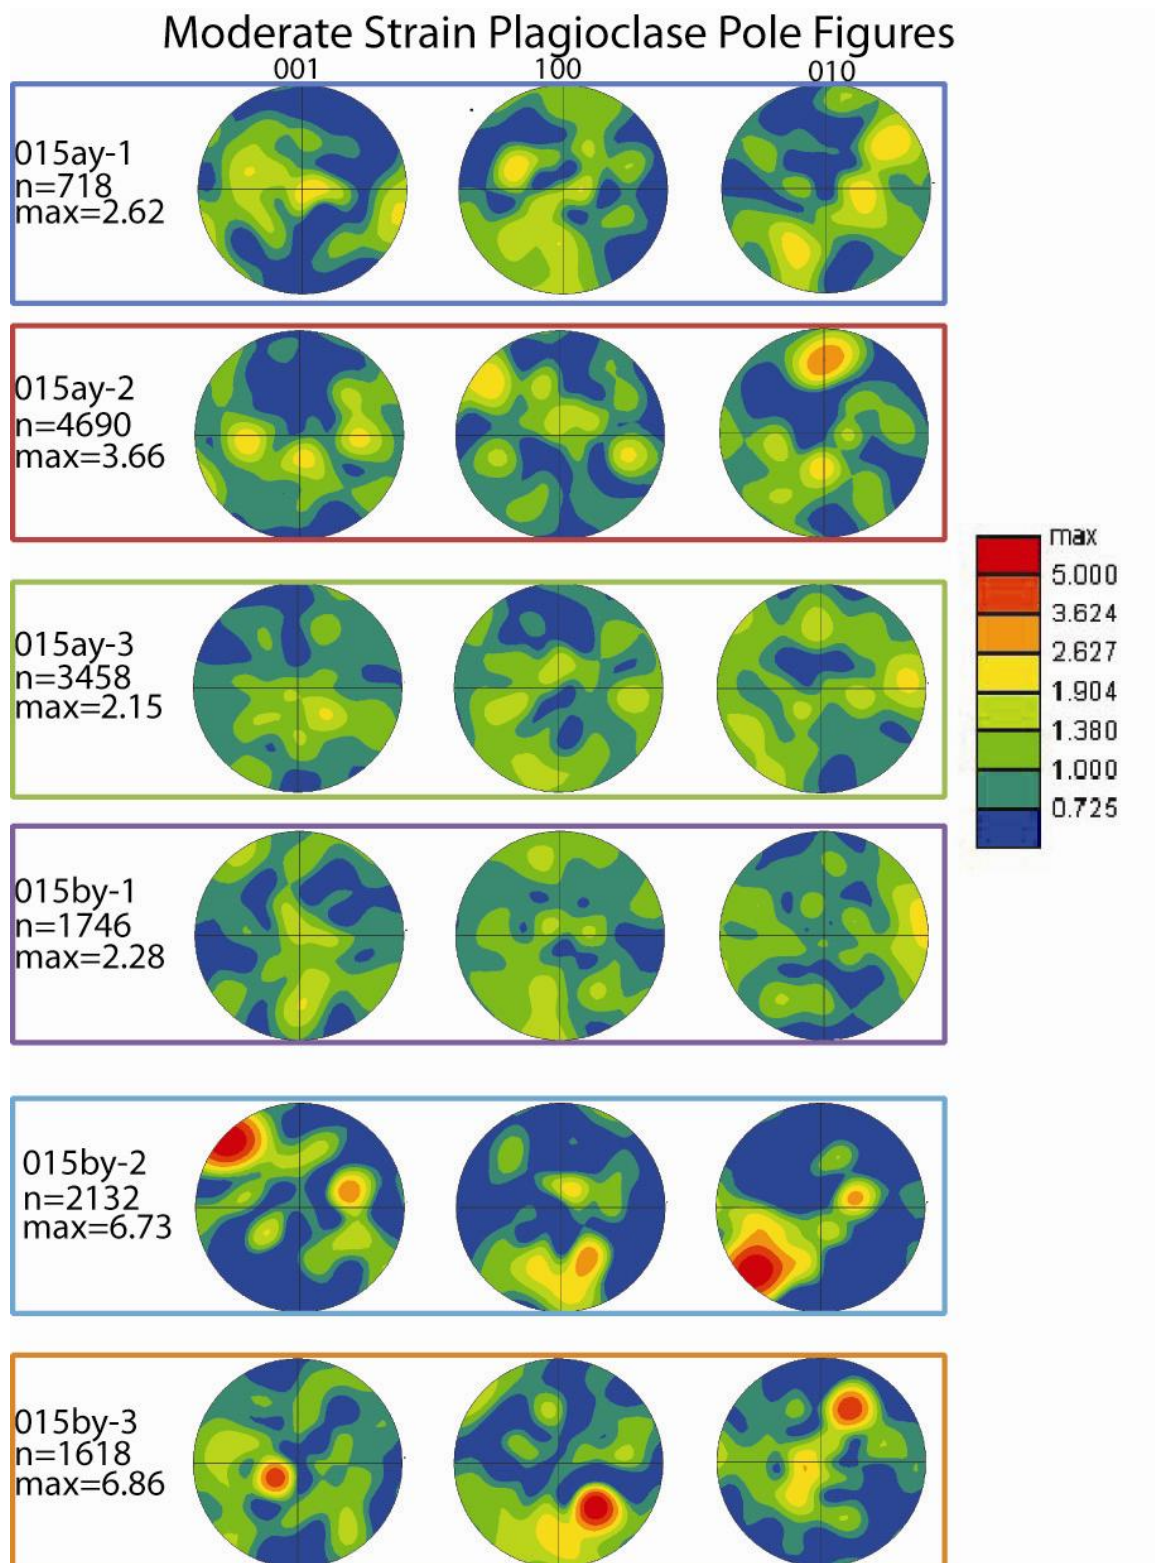 Moderate Strain Plagioclase Pole Figures
001 100 010
015ay-1
n=718
max=2.62
015ay-2
n=4690
max=3.66
max
5.000
3.624
2.627
1.904
1.380
1.000
0.725
015ay-3
n=3458
max=2.15
015by-1
n=1746
max=2.28
015by-2
n=2132
max=6.73
015by-3
n=1618
max=6.86